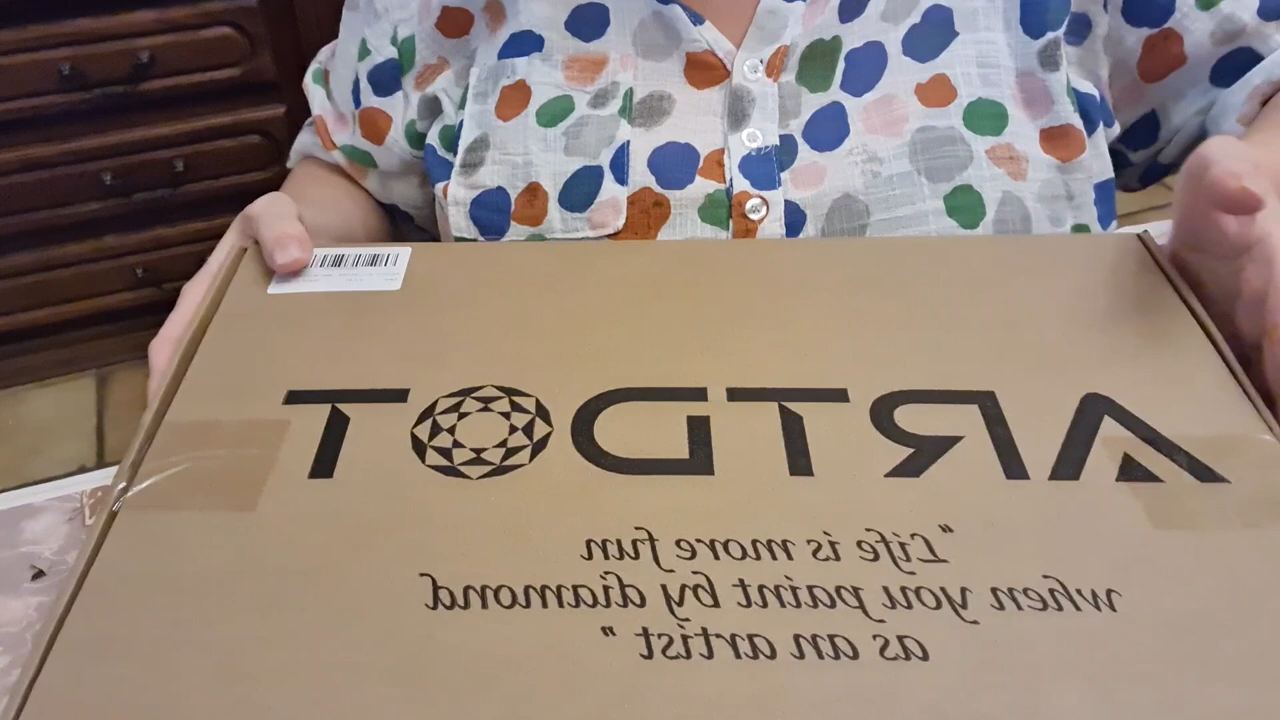 ARTDOT
"Life is more fun
when you paint by diamond
as an artist"